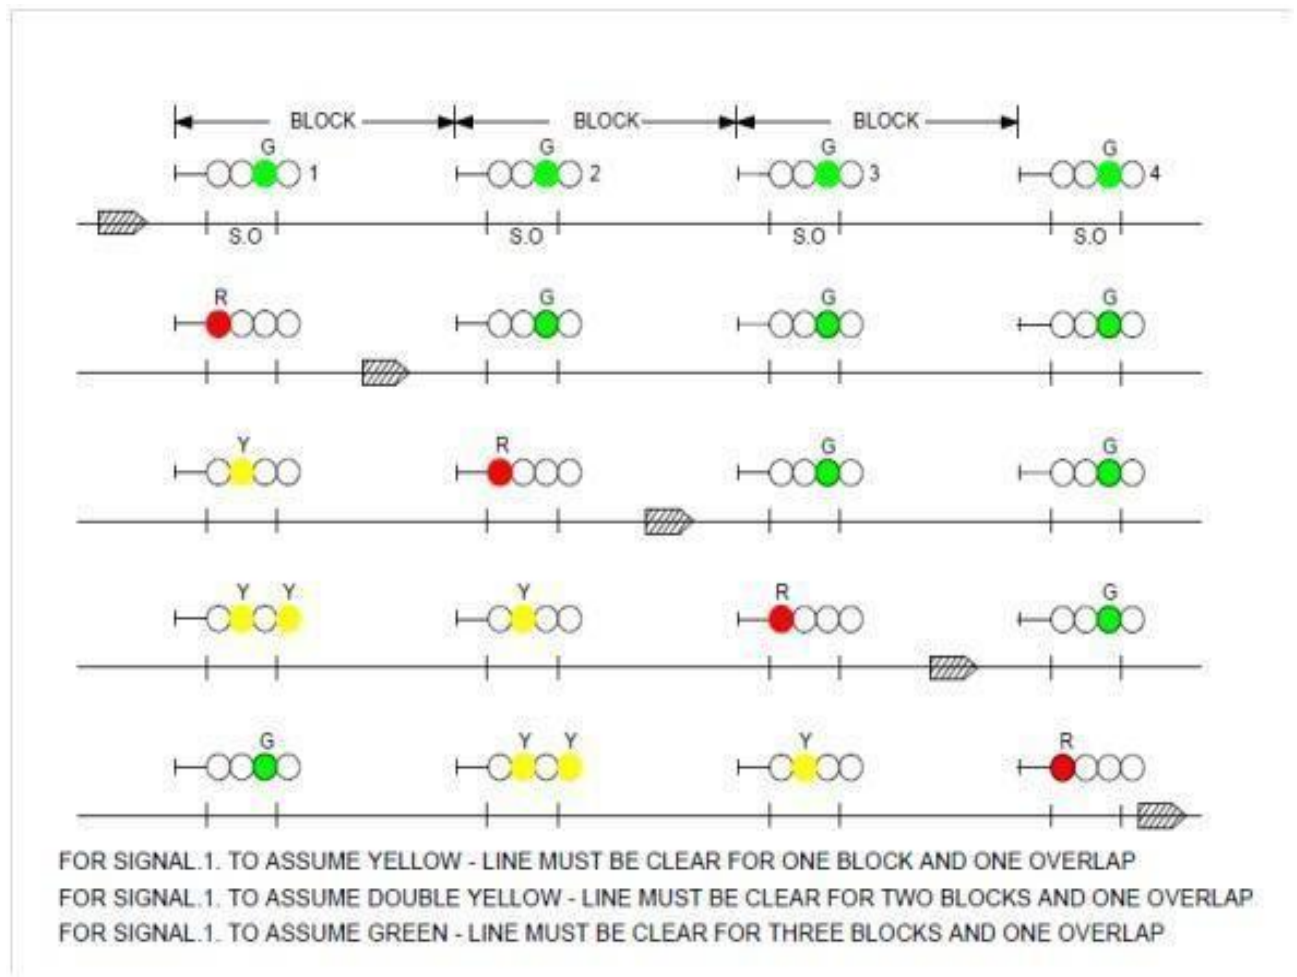 BLOCK BLOCK BLOCK
G G G G
1 2 3 4
S.O S.O S.O S.O
R G G G
Y R G G
Y Y Y R G
G Y Y Y R
FOR SIGNAL.1. TO ASSUME YELLOW - LINE MUST BE CLEAR FOR ONE BLOCK AND ONE OVERLAP
FOR SIGNAL.1. TO ASSUME DOUBLE YELLOW - LINE MUST BE CLEAR FOR TWO BLOCKS AND ONE OVERLAP
FOR SIGNAL.1. TO ASSUME GREEN - LINE MUST BE CLEAR FOR THREE BLOCKS AND ONE OVERLAP